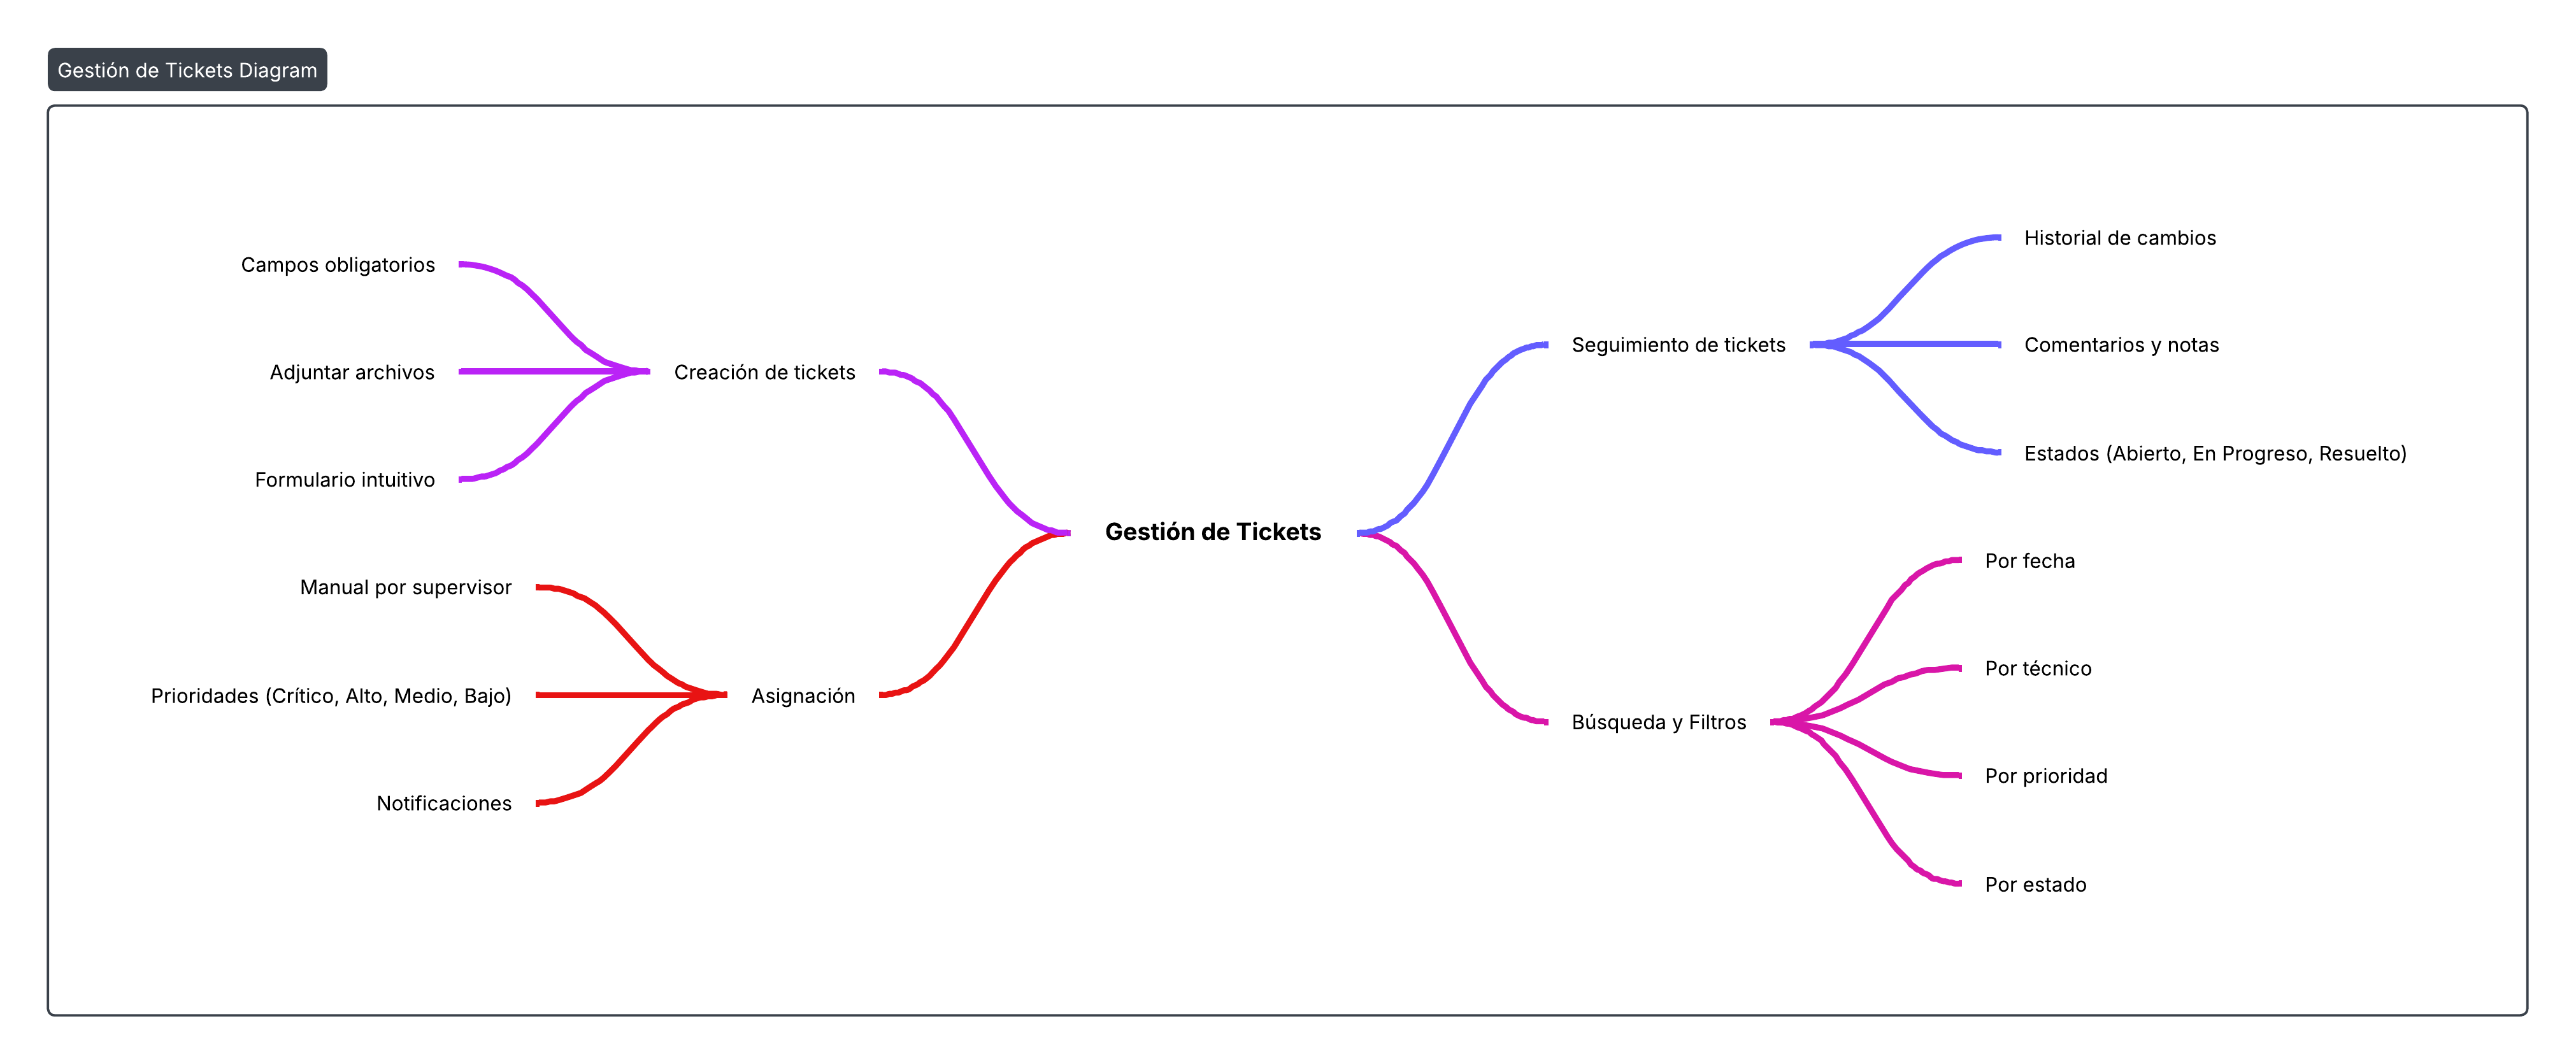 Gestión de Tickets Diagram
Campos obligatorios
Adjuntar archivos
Formulario intuitivo
Creación de tickets
Manual por supervisor
Prioridades (Crítico, Alto, Medio, Bajo)
Notificaciones
Asignación
Gestión de Tickets
Seguimiento de tickets
Historial de cambios
Comentarios y notas
Estados (Abierto, En Progreso, Resuelto)
Búsqueda y Filtros
Por fecha
Por técnico
Por prioridad
Por estado